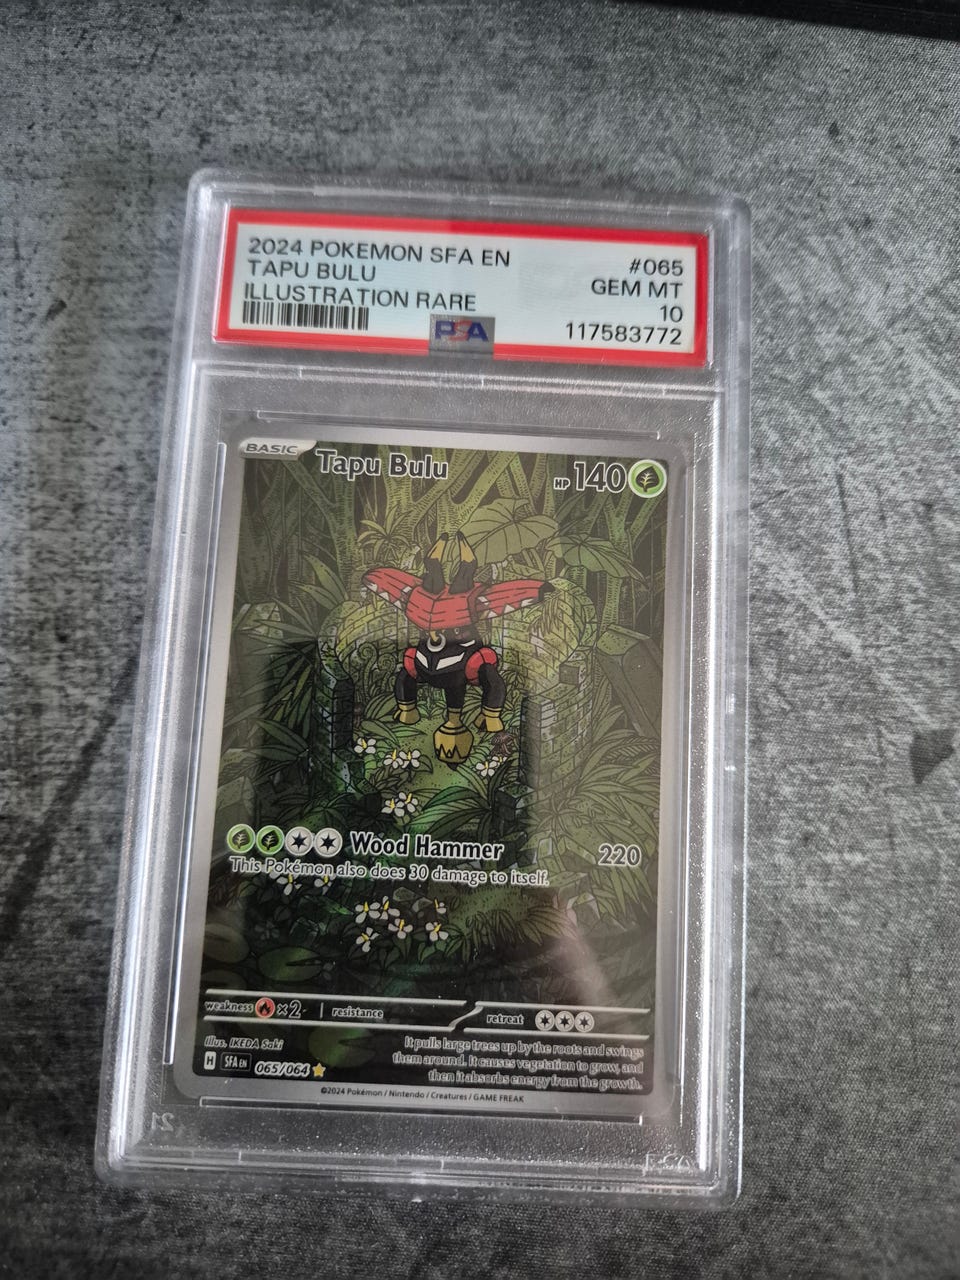 2024 POKEMON SFA EN #065
TAPU BULU GEM MT
ILLUSTRATION RARE 10
PSA 117583772
BASIC Tapu Bulu HP 140
Wood Hammer 220
This Pokémon also does 30 damage to itself.
weakness ×2 resistance retreat
Illus. IKEDA Saki
It pulls large trees up by the roots and swings
them around. It causes vegetation to grow, and
then it absorbs energy from the growth.
H SFA EN 065/064
©2024 Pokémon / Nintendo / Creatures / GAME FREAK